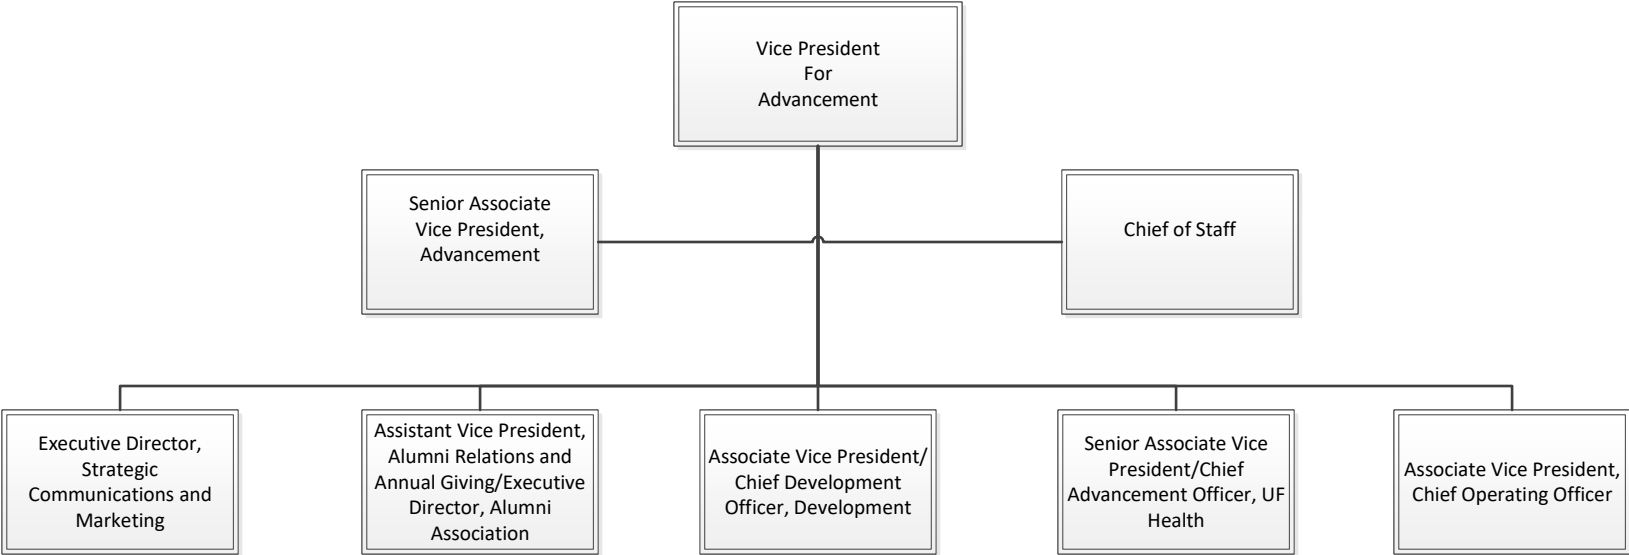 Vice President
For
Advancement
Senior Associate
Vice President,
Advancement
Chief of Staff
Executive Director,
Strategic
Communications and
Marketing
Assistant Vice President,
Alumni Relations and
Annual Giving/Executive
Director, Alumni
Association
Associate Vice President/
Chief Development
Officer, Development
Senior Associate Vice
President/Chief
Advancement Officer, UF
Health
Associate Vice President,
Chief Operating Officer